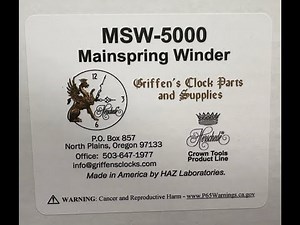 MSW-5000
Mainspring Winder
Griffen's Clock Parts
and Supplies
P.O. Box 857
North Plains, Oregon 97133
Office: 503-647-1977
info@griffensclocks.com
Crown Tools
Product Line
Made in America by HAZ Laboratories.
WARNING: Cancer and Reproductive Harm - www.P65Warnings.ca.gov